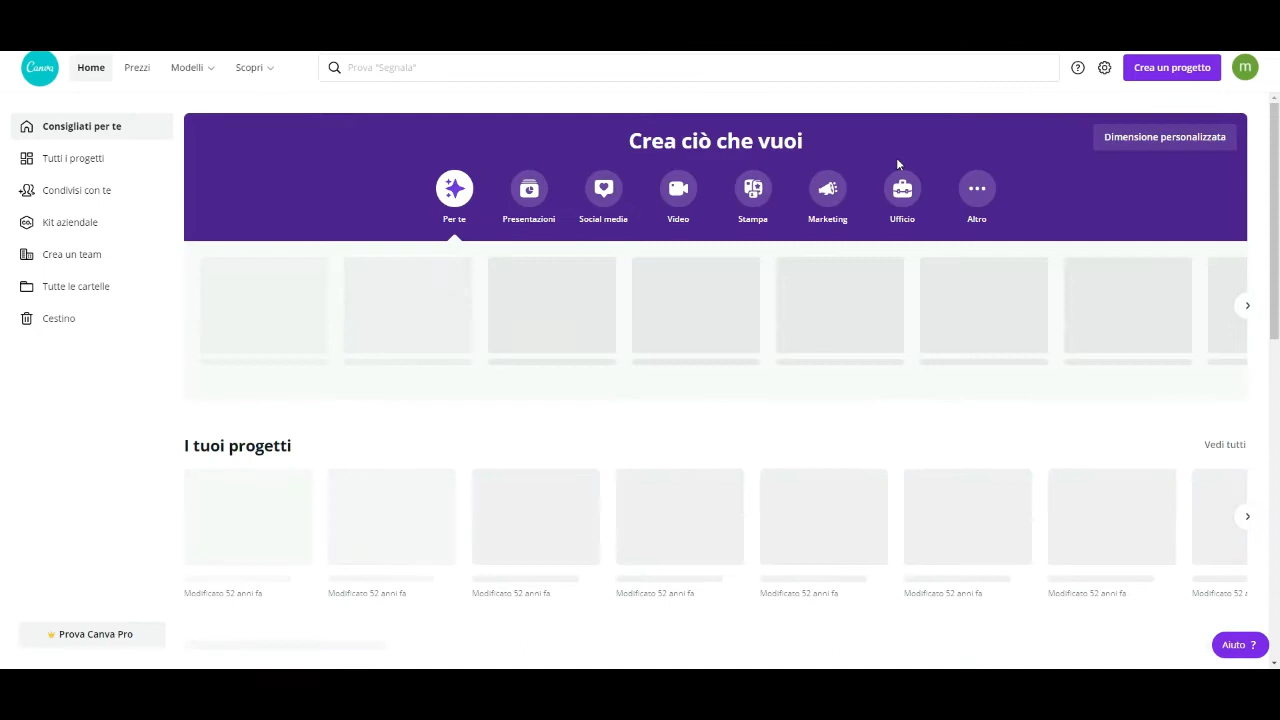 Canva
Home
Prezzi
Modelli
Scopri
Prova "Segnala"
Crea un progetto
m
Consigliati per te
Tutti i progetti
Condivisi con te
Kit aziendale
Crea un team
Tutte le cartelle
Cestino
Prova Canva Pro
Crea ciò che vuoi
Dimensione personalizzata
Per te
Presentazioni
Social media
Video
Stampa
Marketing
Ufficio
Altro
I tuoi progetti
Vedi tutti
Modificato 52 anni fa
Modificato 52 anni fa
Modificato 52 anni fa
Modificato 52 anni fa
Modificato 52 anni fa
Modificato 52 anni fa
Modificato 52 anni fa
Modificato 52
Aiuto ?